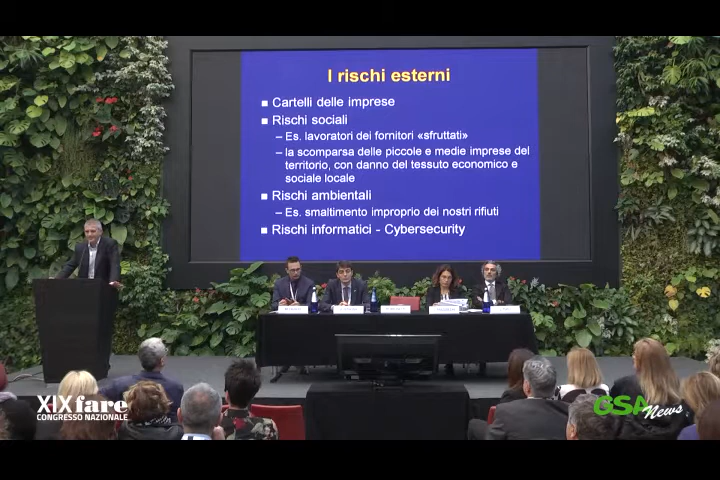 I rischi esterni
■ Cartelli delle imprese
■ Rischi sociali
– Es. lavoratori dei fornitori «sfruttati»
– la scomparsa delle piccole e medie imprese del
territorio, con danno del tessuto economico e
sociale locale
■ Rischi ambientali
– Es. smaltimento improprio dei nostri rifiuti
■ Rischi informatici - Cybersecurity
XIX fare
CONGRESSO NAZIONALE
GSA News